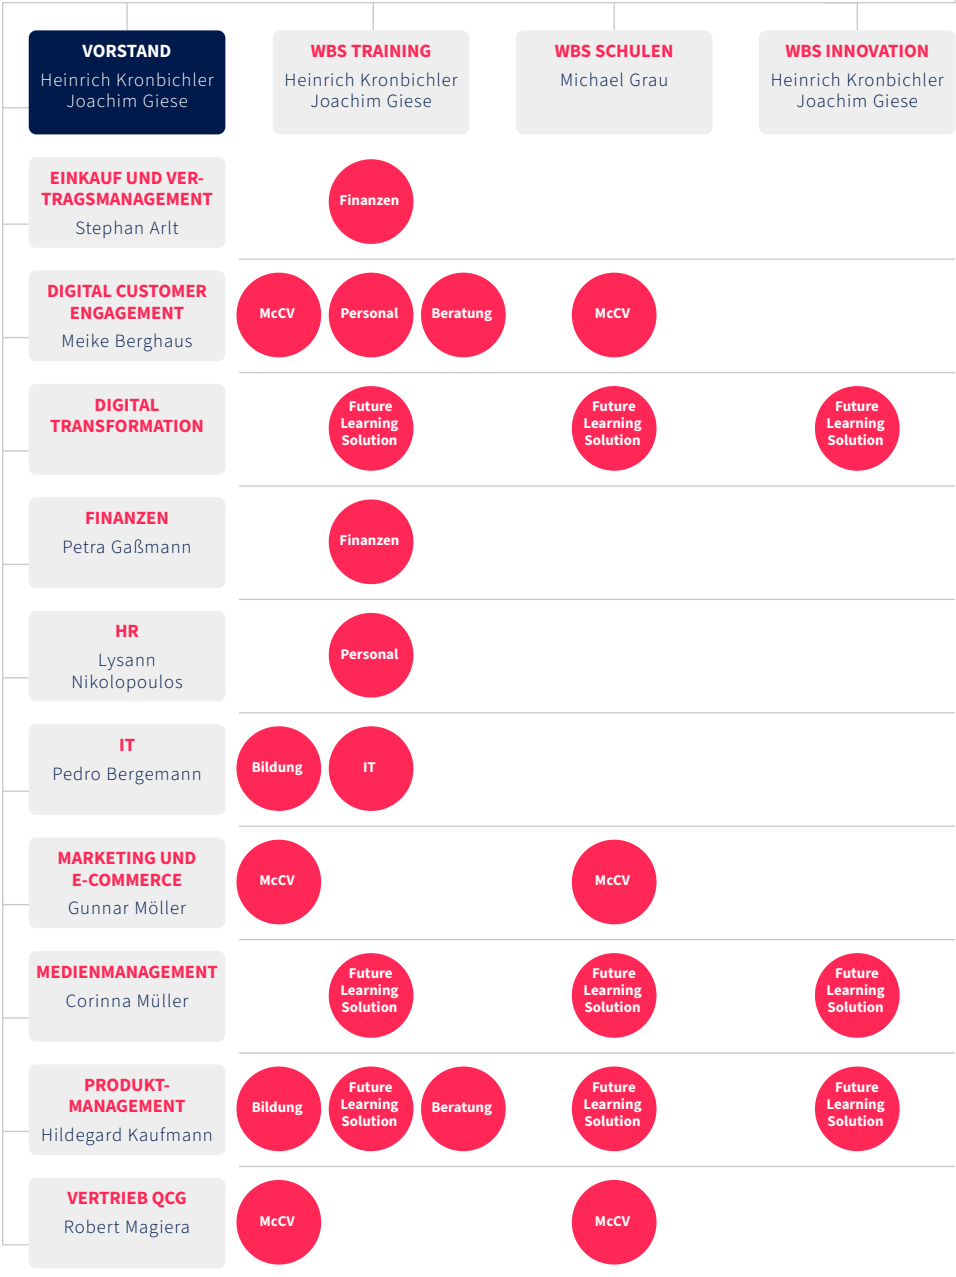 VORSTAND
Heinrich Kronbichler
Joachim Giese
WBS TRAINING
Heinrich Kronbichler
Joachim Giese
WBS SCHULEN
Michael Grau
WBS INNOVATION
Heinrich Kronbichler
Joachim Giese
EINKAUF UND VER-
TRAGSMANAGEMENT
Stephan Arlt
Finanzen
DIGITAL CUSTOMER
ENGAGEMENT
Meike Berghaus
McCV
Personal
Beratung
McCV
DIGITAL
TRANSFORMATION
Future
Learning
Solution
Future
Learning
Solution
Future
Learning
Solution
FINANZEN
Petra Gaßmann
Finanzen
HR
Lysann
Nikolopoulos
Personal
IT
Pedro Bergemann
Bildung
IT
MARKETING UND
E-COMMERCE
Gunnar Möller
McCV
McCV
MEDIENMANAGEMENT
Corinna Müller
Future
Learning
Solution
Future
Learning
Solution
Future
Learning
Solution
PRODUKT-
MANAGEMENT
Hildegard Kaufmann
Bildung
Future
Learning
Solution
Beratung
Future
Learning
Solution
Future
Learning
Solution
VERTRIEB QCG
Robert Magiera
McCV
McCV